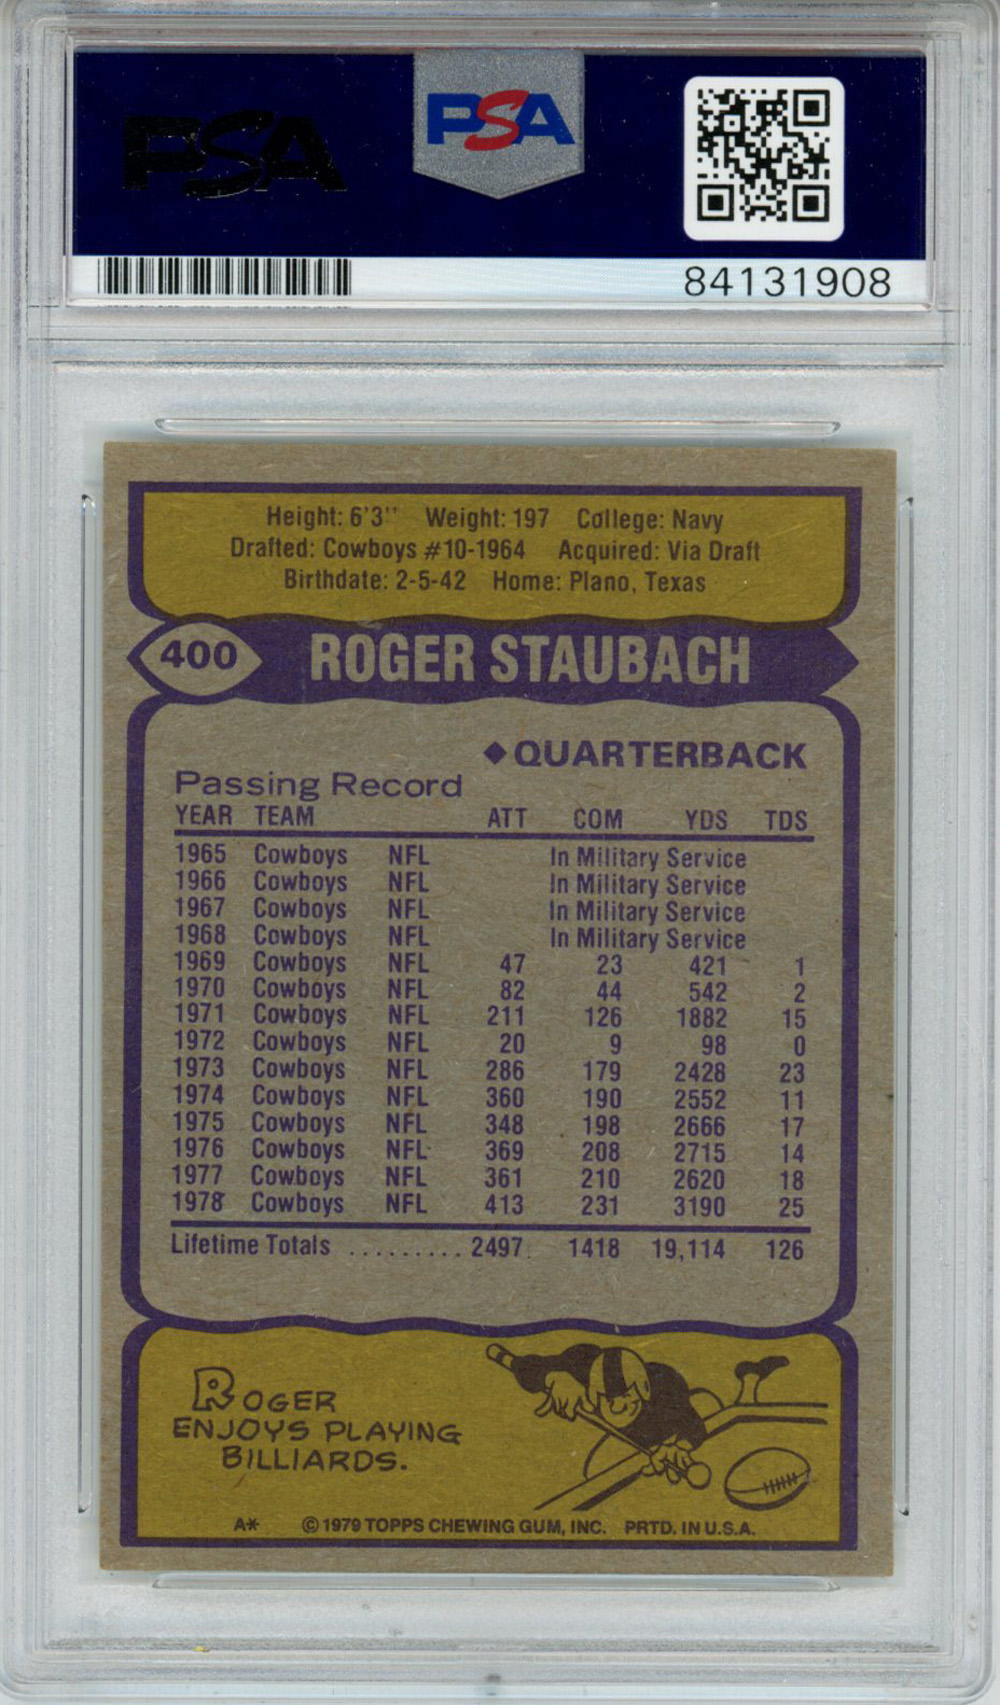 PSA PSA
84131908
Height: 6'3" Weight: 197 College: Navy
Drafted: Cowboys #10-1964 Acquired: Via Draft
Birthdate: 2-5-42 Home: Plano, Texas
400 ROGER STAUBACH
◆QUARTERBACK
Passing Record
YEAR TEAM ATT COM YDS TDS
1965 Cowboys NFL In Military Service
1966 Cowboys NFL In Military Service
1967 Cowboys NFL In Military Service
1968 Cowboys NFL In Military Service
1969 Cowboys NFL 47 23 421 1
1970 Cowboys NFL 82 44 542 2
1971 Cowboys NFL 211 126 1882 15
1972 Cowboys NFL 20 9 98 0
1973 Cowboys NFL 286 179 2428 23
1974 Cowboys NFL 360 190 2552 11
1975 Cowboys NFL 348 198 2666 17
1976 Cowboys NFL 369 208 2715 14
1977 Cowboys NFL 361 210 2620 18
1978 Cowboys NFL 413 231 3190 25
Lifetime Totals ......... 2497 1418 19,114 126
ROGER
ENJOYS PLAYING
BILLIARDS.
A* © 1979 TOPPS CHEWING GUM, INC. PRTD. IN U.S.A.